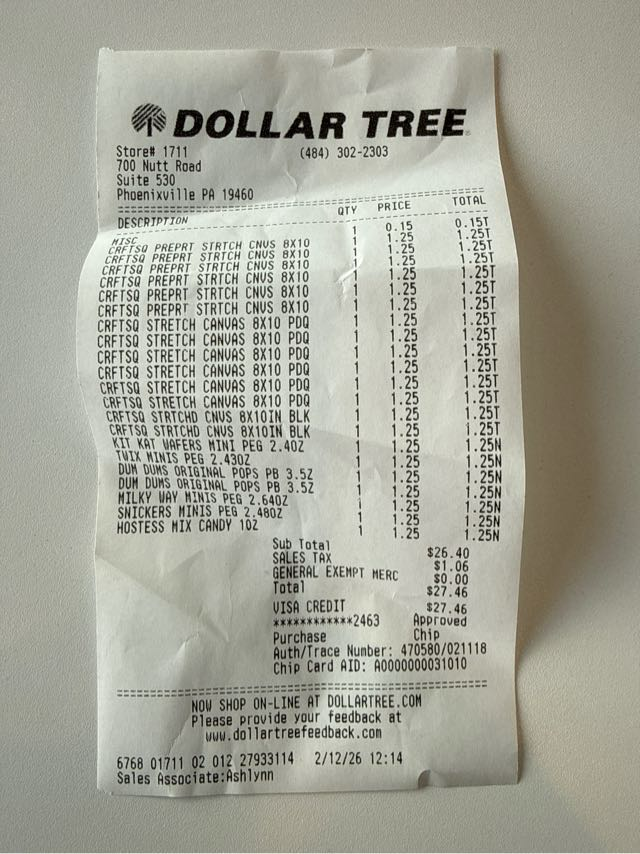 DOLLAR TREE
Store# 1711 (484) 302-2303
700 Nutt Road
Suite 530
Phoenixville PA 19460
DESCRIPTION QTY PRICE TOTAL
MISC 1 0.15 0.15T
CRFTSQ PREPRT STRTCH CNVS 8X10 1 1.25 1.25T
CRFTSQ PREPRT STRTCH CNVS 8X10 1 1.25 1.25T
CRFTSQ PREPRT STRTCH CNVS 8X10 1 1.25 1.25T
CRFTSQ PREPRT STRTCH CNVS 8X10 1 1.25 1.25T
CRFTSQ PREPRT STRTCH CNVS 8X10 1 1.25 1.25T
CRFTSQ PREPRT STRTCH CNVS 8X10 1 1.25 1.25T
CRFTSQ STRETCH CANVAS 8X10 PDQ 1 1.25 1.25T
CRFTSQ STRETCH CANVAS 8X10 PDQ 1 1.25 1.25T
CRFTSQ STRETCH CANVAS 8X10 PDQ 1 1.25 1.25T
CRFTSQ STRETCH CANVAS 8X10 PDQ 1 1.25 1.25T
CRFTSQ STRETCH CANVAS 8X10 PDQ 1 1.25 1.25T
CRFTSQ STRETCH CANVAS 8X10 PDQ 1 1.25 1.25T
CRFTSQ STRTCHD CNUS 8X10IN BLK 1 1.25 1.25T
CRFTSQ STRTCHD CNUS 8X10IN BLK 1 1.25 1.25T
KIT KAT WAFERS MINI PEG 2.4OZ 1 1.25 1.25N
TWIX MINIS PEG 2.43OZ 1 1.25 1.25N
DUM DUMS ORIGINAL POPS PB 3.5Z 1 1.25 1.25N
DUM DUMS ORIGINAL POPS PB 3.5Z 1 1.25 1.25N
MILKY WAY MINIS PEG 2.64OZ 1 1.25 1.25N
SNICKERS MINIS PEG 2.48OZ 1 1.25 1.25N
HOSTESS MIX CANDY 1OZ 1 1.25 1.25N
Sub Total $26.40
SALES TAX $1.06
GENERAL EXEMPT MERC $0.00
Total $27.46
VISA CREDIT $27.46
************2463 Approved
Purchase Chip
Auth/Trace Number: 470580/021118
Chip Card AID: A0000000031010
NOW SHOP ON-LINE AT DOLLARTREE.COM
Please provide your feedback at
www.dollartreefeedback.com
6768 01711 02 012 27933114 2/12/26 12:14
Sales Associate:Ashlynn